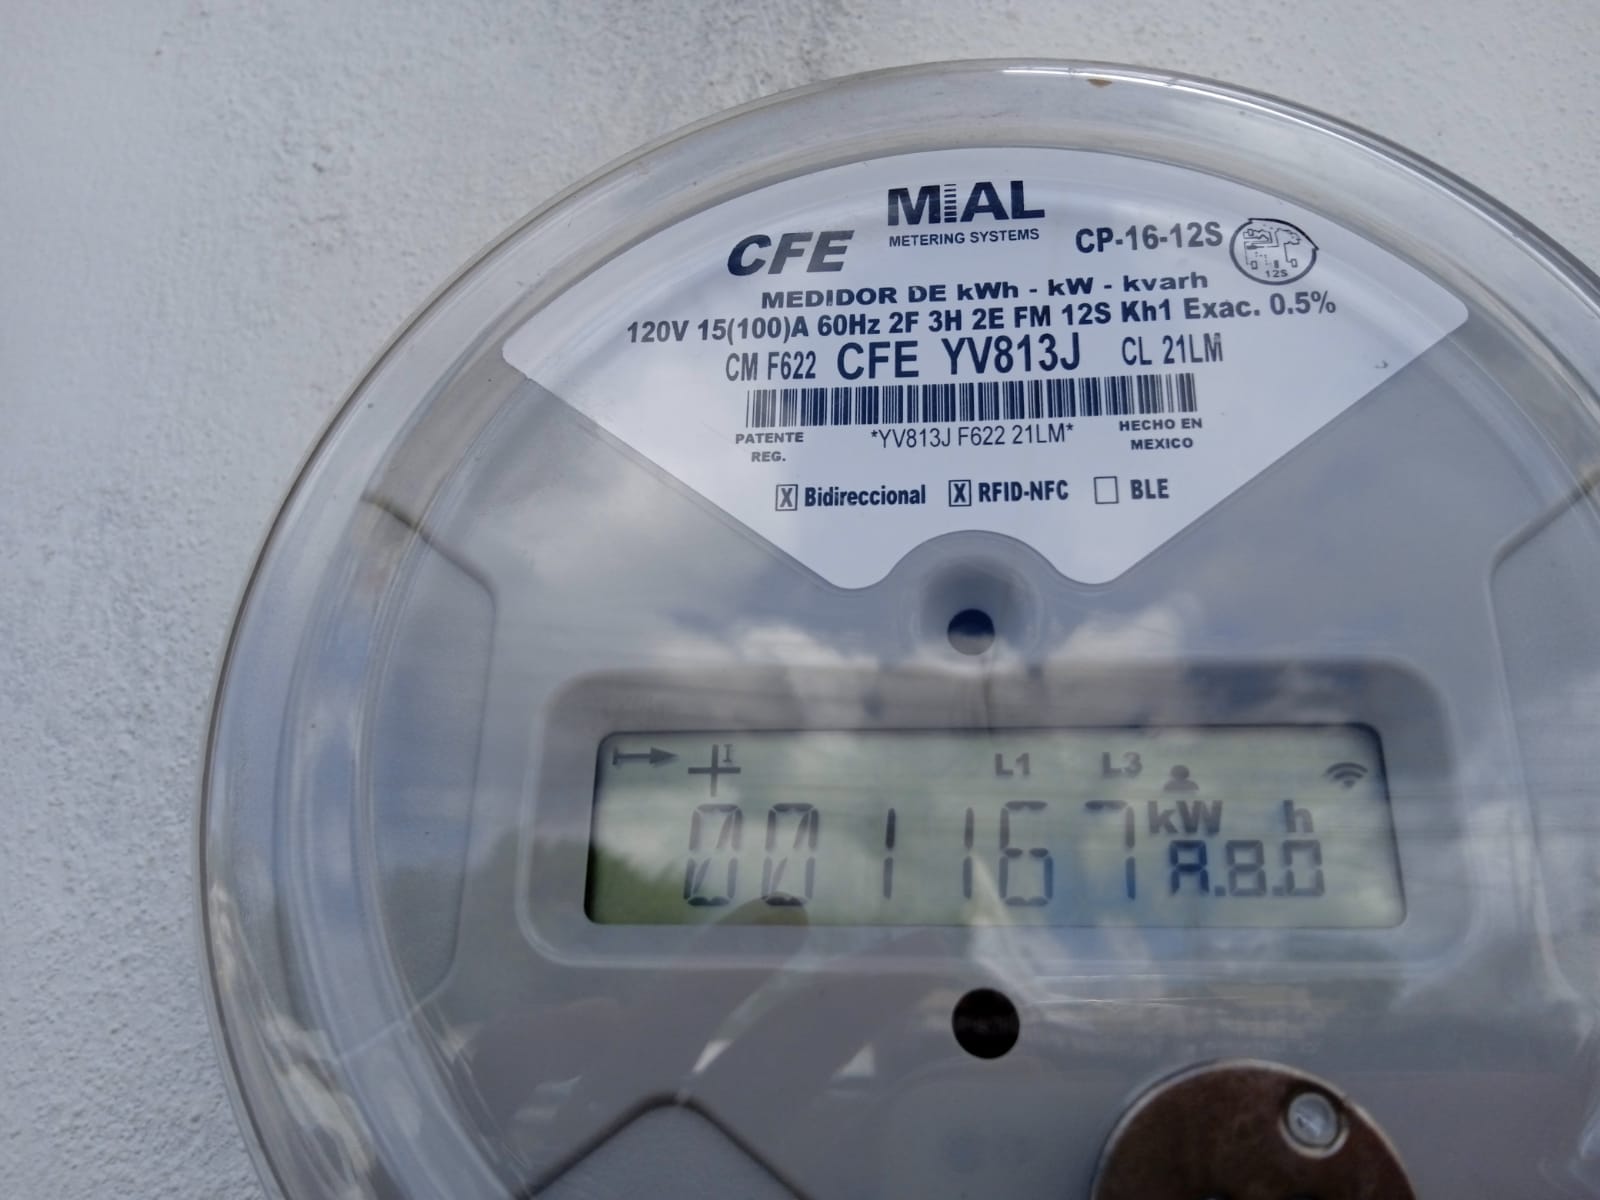 MIAL
METERING SYSTEMS
CFE
CP-16-12S
12S
MEDIDOR DE kWh - kW - kvarh
120V 15(100)A 60Hz 2F 3H 2E FM 12S Kh1 Exac. 0.5%
CM F622 CFE YV813J CL 21LM
PATENTE REG.
*YV813J F622 21LM*
HECHO EN MEXICO
X Bidireccional X RFID-NFC BLE
I L1 L3
001167 kW h
A.B.D